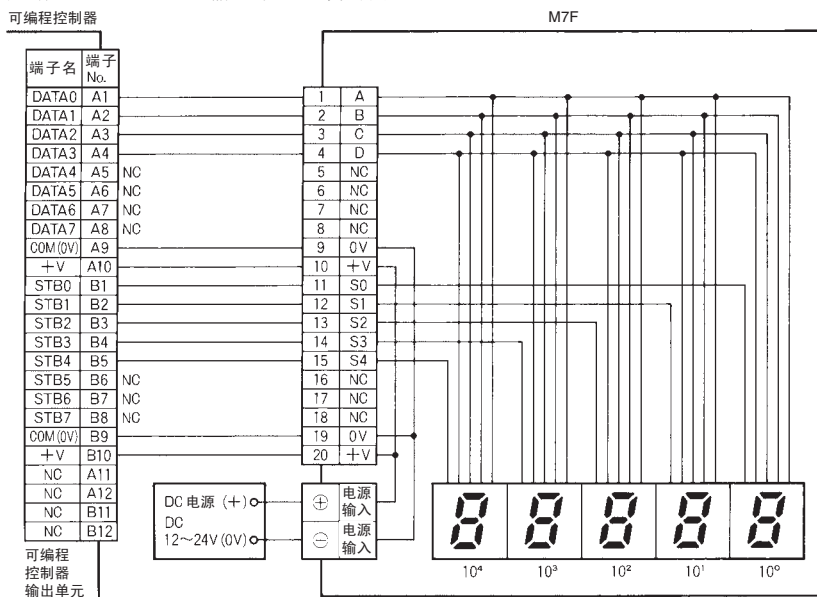 可编程控制器
M7F
端子名 端子 No.
DATA0 A1 1 A
DATA1 A2 2 B
DATA2 A3 3 C
DATA3 A4 4 D
DATA4 A5 NC 5 NC
DATA5 A6 NC 6 NC
DATA6 A7 NC 7 NC
DATA7 A8 NC 8 NC
COM(0V) A9 9 0V
+V A10 10 +V
STB0 B1 11 S0
STB1 B2 12 S1
STB2 B3 13 S2
STB3 B4 14 S3
STB4 B5 15 S4
STB5 B6 NC 16 NC
STB6 B7 NC 17 NC
STB7 B8 NC 18 NC
COM(0V) B9 19 0V
+V B10 20 +V
NC A11
NC A12
NC B11
NC B12
DC 电源 (+)
DC
12~24V(0V)
⊕ 电源
输入
⊖ 电源
输入
8 8 8 8 8
10⁴ 10³ 10² 10¹ 10⁰
可编程
控制器
输出单元